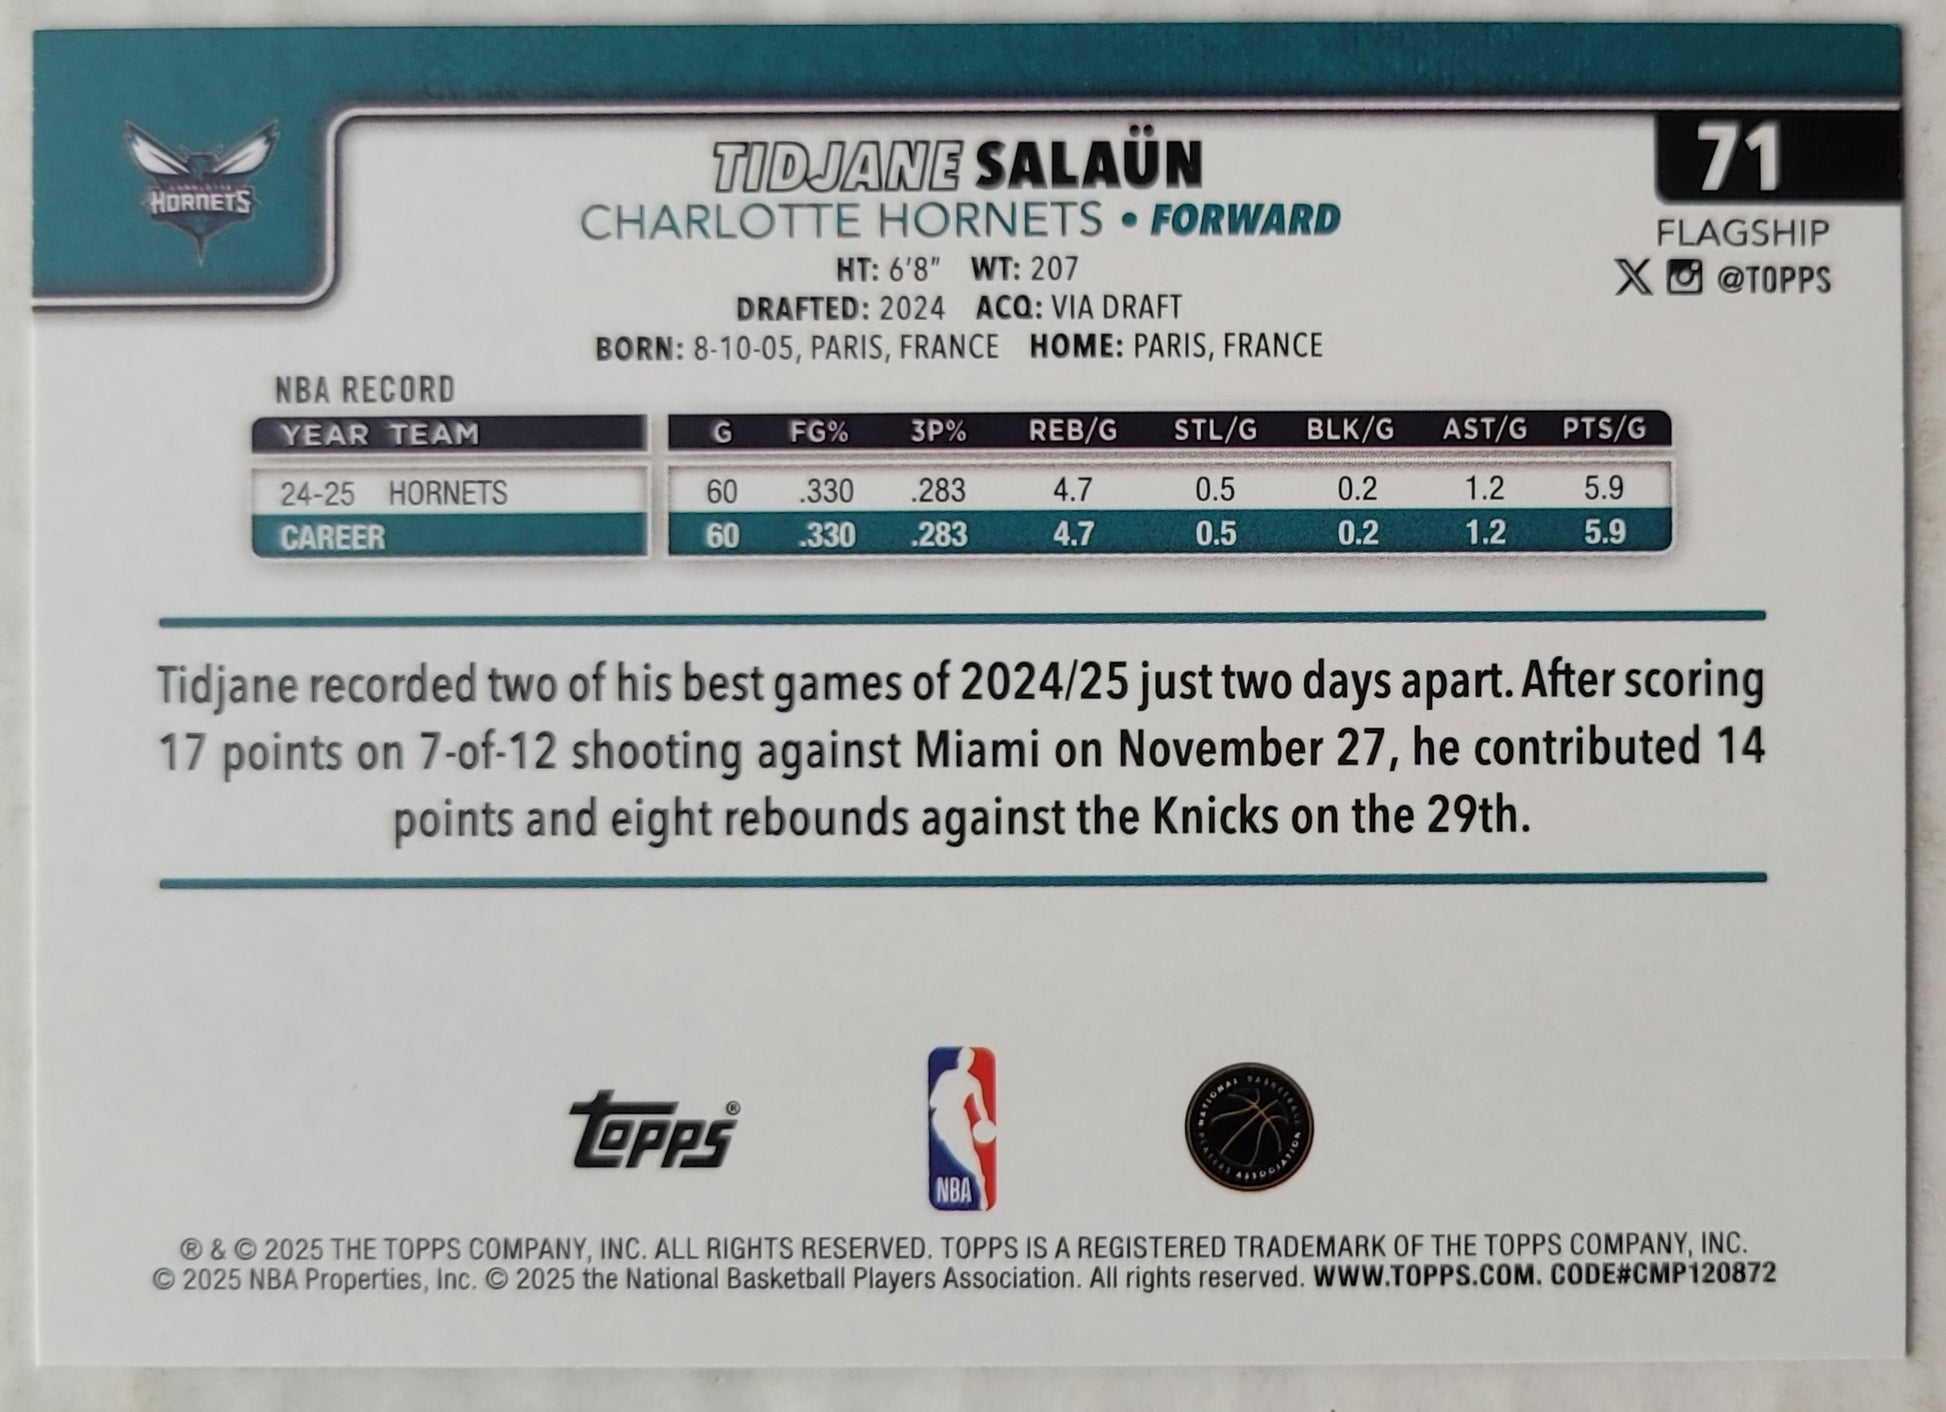 CHARLOTTE
HORNETS
TIDJANE SALAÜN
71
CHARLOTTE HORNETS • FORWARD
FLAGSHIP
HT: 6'8" WT: 207
X @TOPPS
DRAFTED: 2024 ACQ: VIA DRAFT
BORN: 8-10-05, PARIS, FRANCE HOME: PARIS, FRANCE
NBA RECORD
YEAR TEAM G FG% 3P% REB/G STL/G BLK/G AST/G PTS/G
24-25 HORNETS 60 .330 .283 4.7 0.5 0.2 1.2 5.9
CAREER 60 .330 .283 4.7 0.5 0.2 1.2 5.9
Tidjane recorded two of his best games of 2024/25 just two days apart. After scoring
17 points on 7-of-12 shooting against Miami on November 27, he contributed 14
points and eight rebounds against the Knicks on the 29th.
TOPPS®
NBA
NATIONAL BASKETBALL PLAYERS ASSOCIATION
® & © 2025 THE TOPPS COMPANY, INC. ALL RIGHTS RESERVED. TOPPS IS A REGISTERED TRADEMARK OF THE TOPPS COMPANY, INC.
© 2025 NBA Properties, Inc. © 2025 the National Basketball Players Association. All rights reserved. WWW.TOPPS.COM. CODE#CMP120872